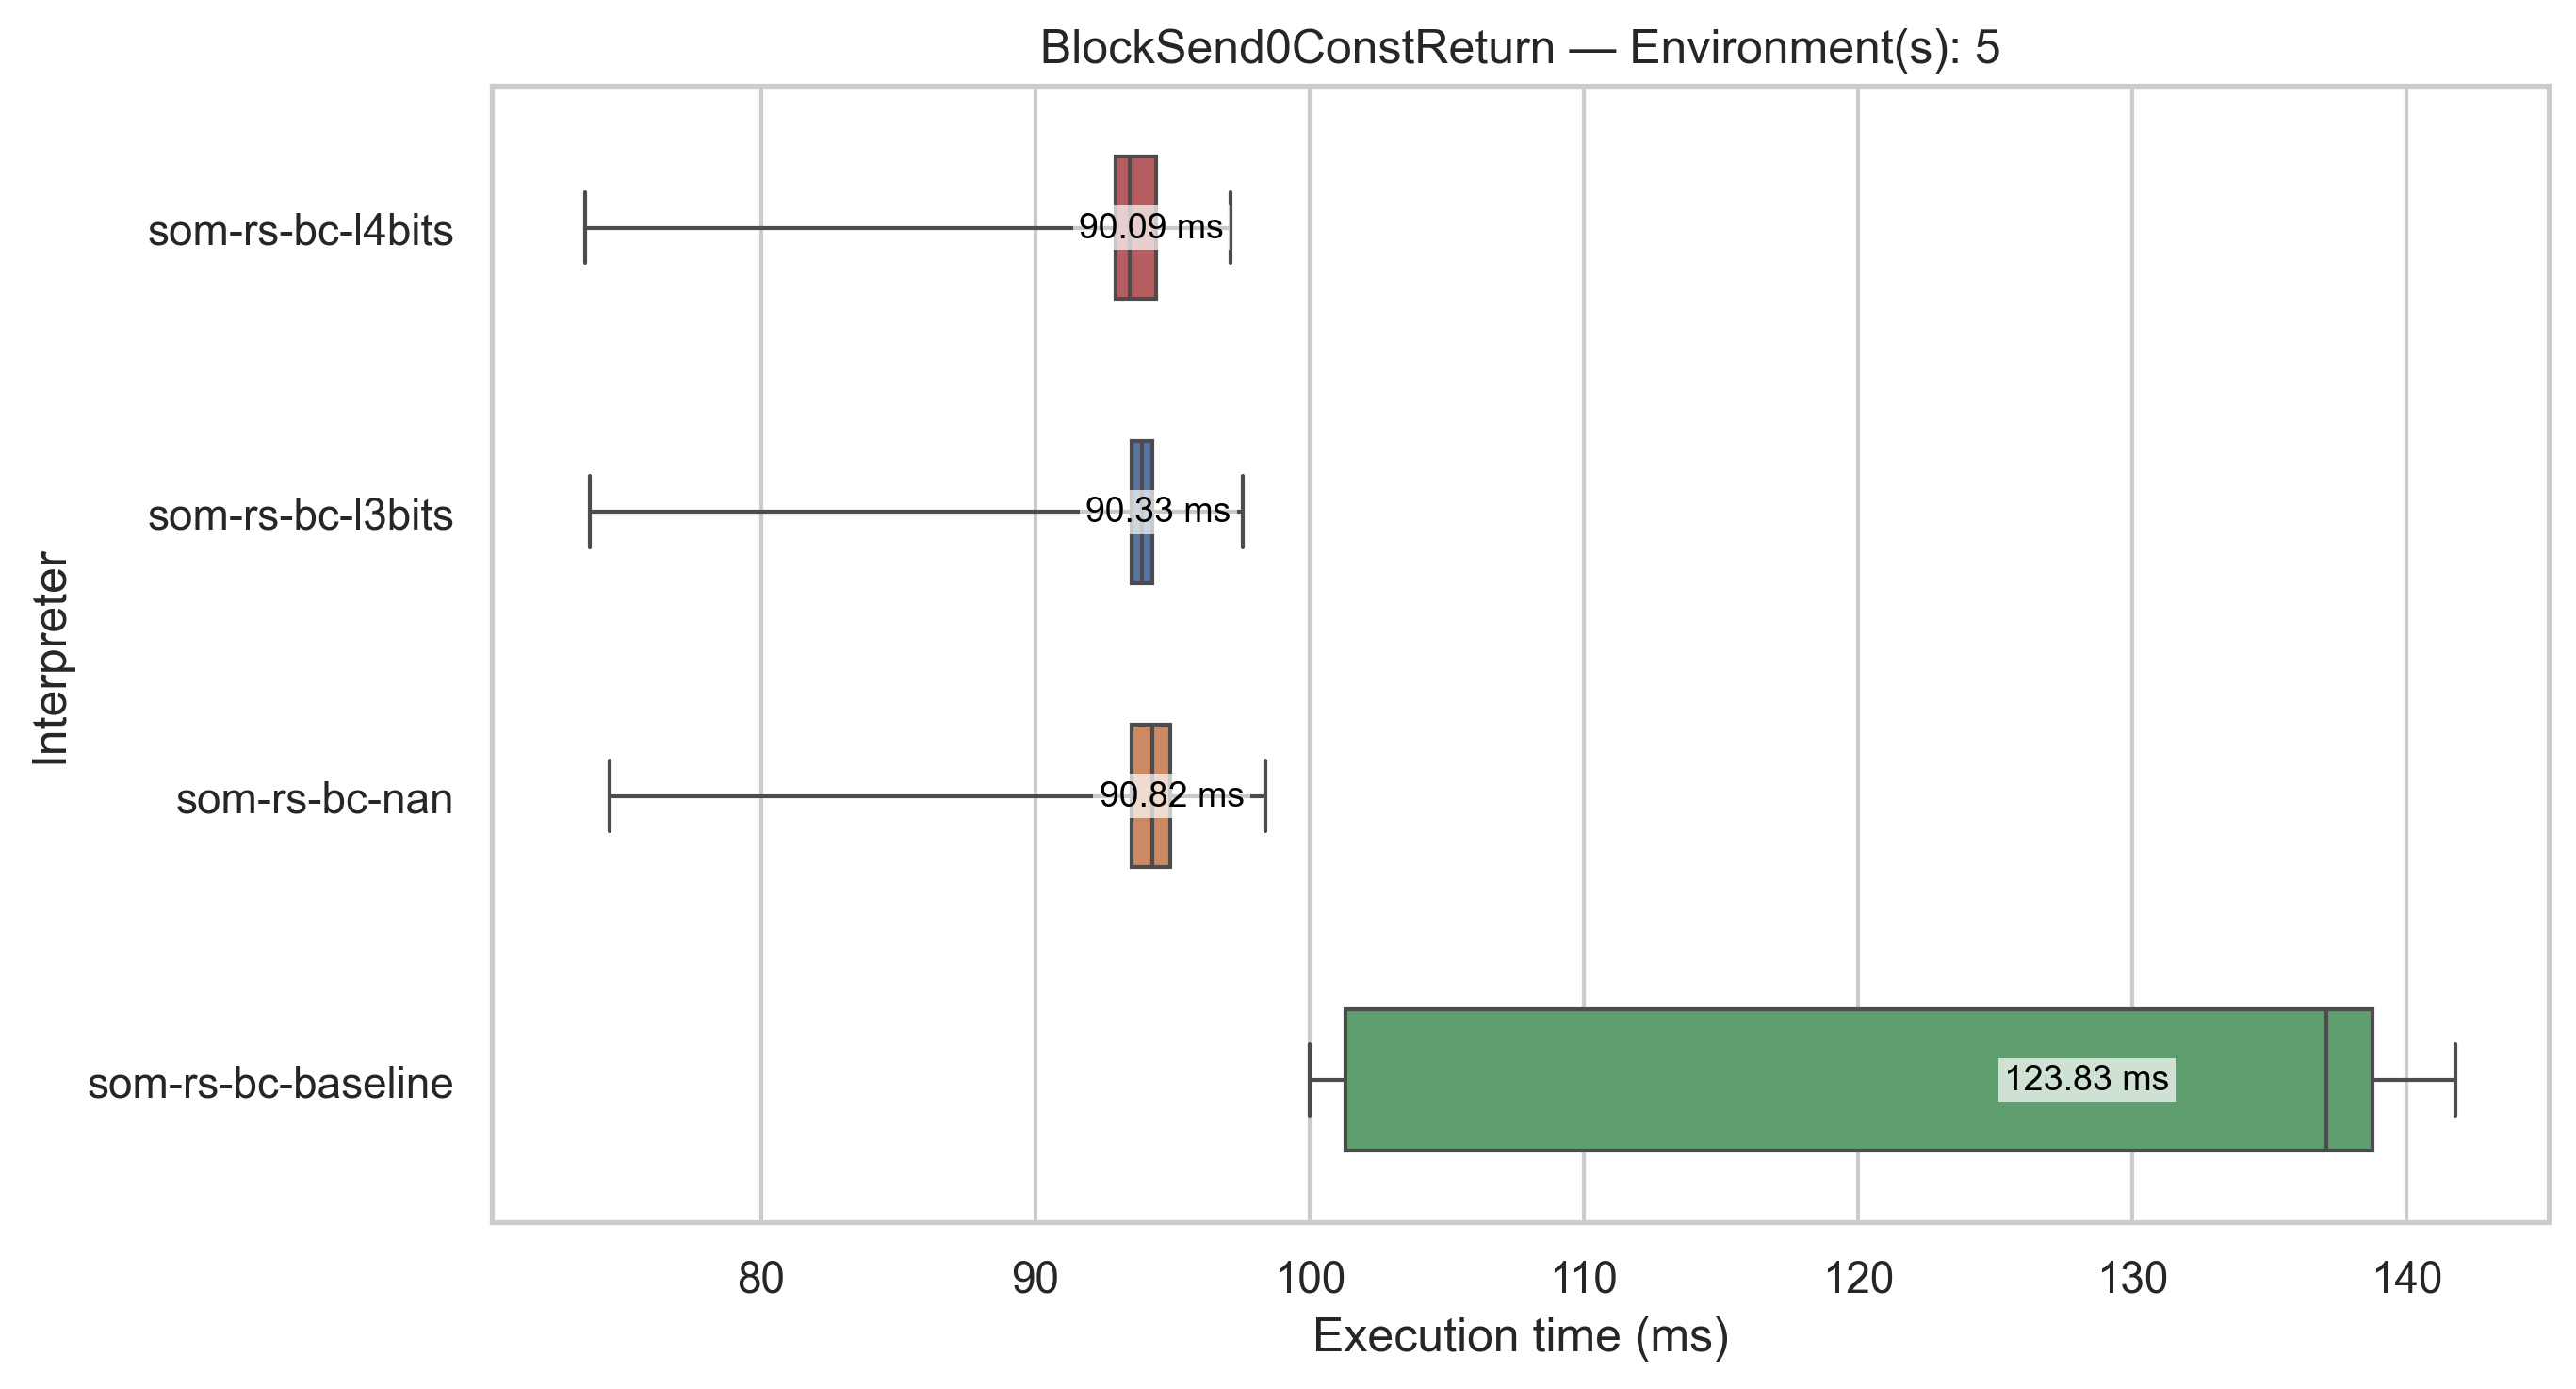 BlockSend0ConstReturn — Environment(s): 5
Interpreter
som-rs-bc-l4bits
90.09 ms
som-rs-bc-l3bits
90.33 ms
som-rs-bc-nan
90.82 ms
som-rs-bc-baseline
123.83 ms
80 90 100 110 120 130 140
Execution time (ms)